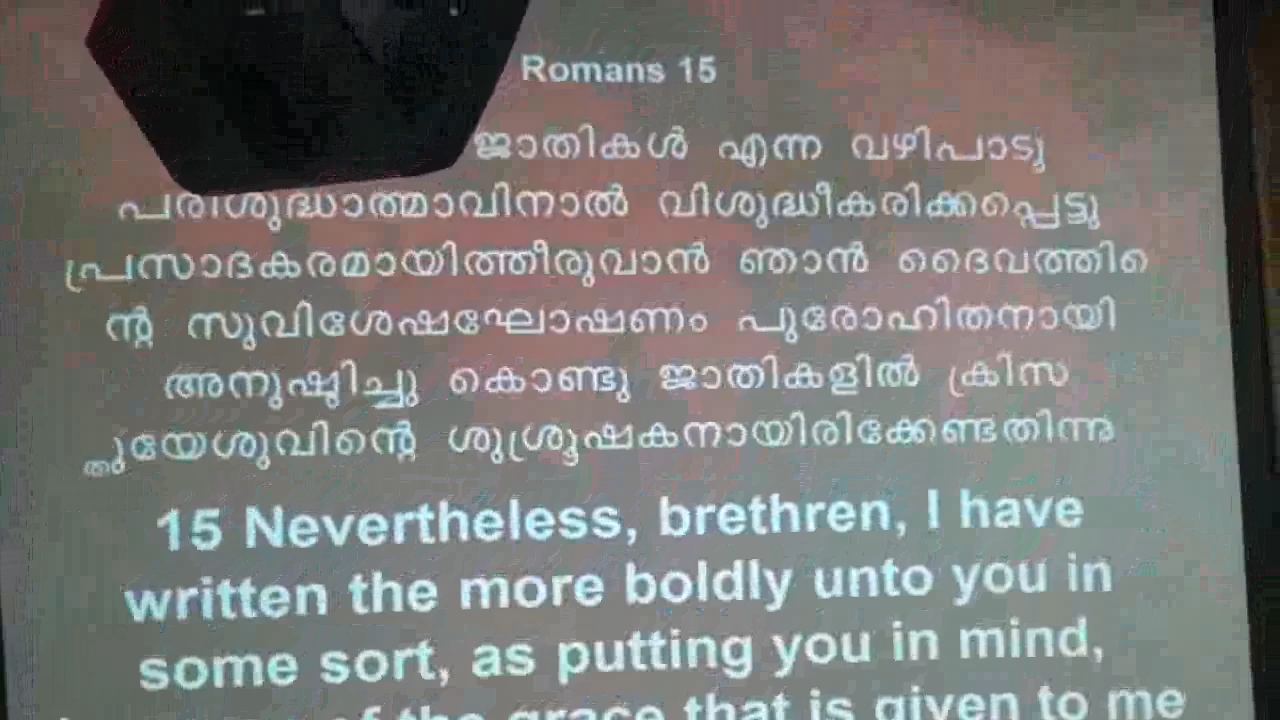 Romans 15
ജാതികൾ എന്ന വഴിപാടു
പരിശുദ്ധാത്മാവിനാൽ വിശുദ്ധീകരിക്കപ്പെട്ടു
പ്രസാദകരമായിത്തീരുവാൻ ഞാൻ ദൈവത്തിെ
ന്റ സുവിശേഷഘോഷണം പുരോഹിതനായി
അനുഷ്ഠിച്ചു കൊണ്ടു ജാതികളിൽ ക്രിസ
്തുയേശുവിന്റെ ശുശ്രൂഷകനായിരിക്കേണ്ടതിന്നു
15 Nevertheless, brethren, I have
written the more boldly unto you in
some sort, as putting you in mind,
of the grace that is given to me